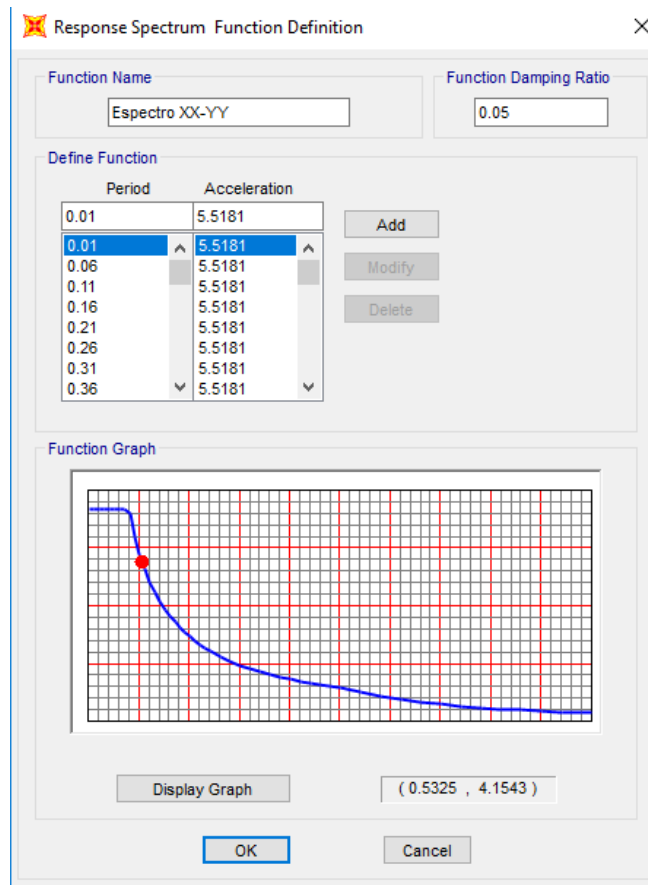 Response Spectrum Function Definition
Function Name
Function Damping Ratio
Espectro XX-YY
0.05
Define Function
Period Acceleration
0.01 5.5181
Add
0.01 5.5181
0.06 5.5181
Modify
0.11 5.5181
0.16 5.5181
Delete
0.21 5.5181
0.26 5.5181
0.31 5.5181
0.36 5.5181
Function Graph
Display Graph
( 0.5325 , 4.1543 )
OK
Cancel